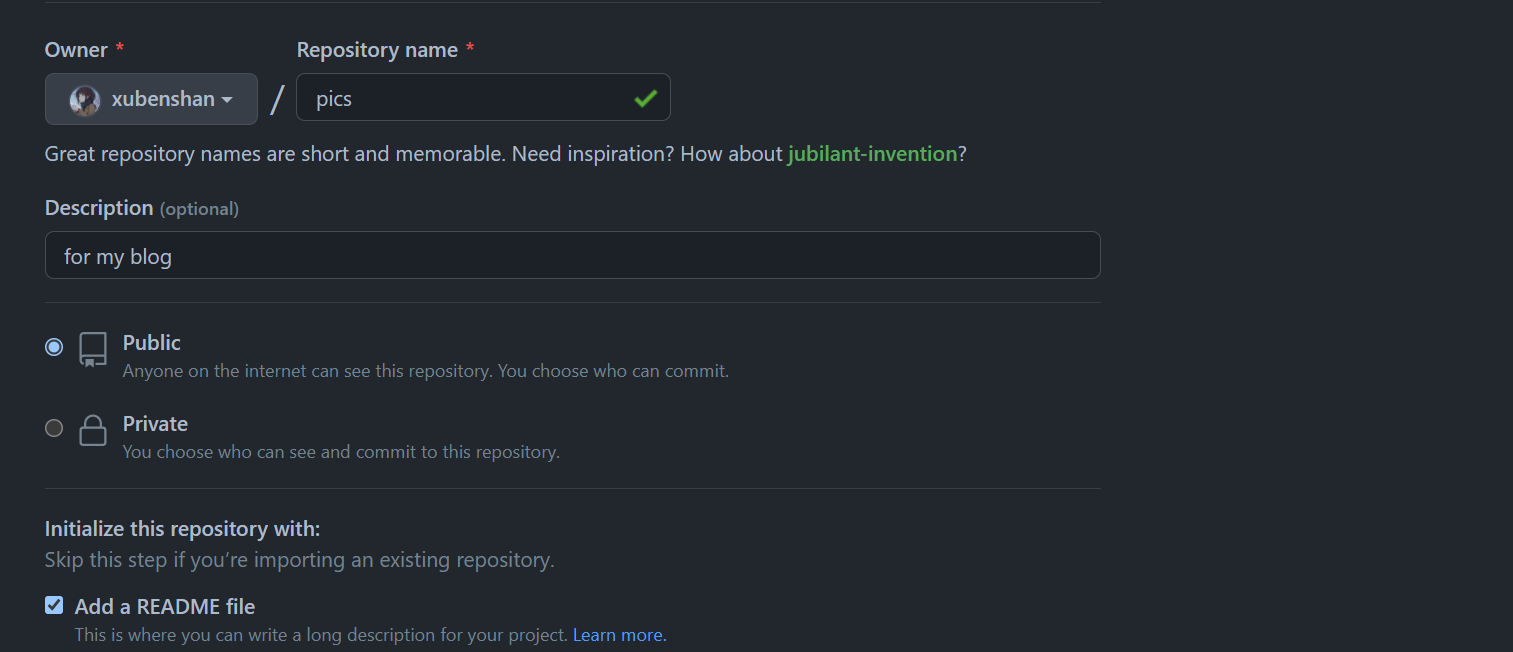 Owner * Repository name *
xubenshan / pics
Great repository names are short and memorable. Need inspiration? How about jubilant-invention?
Description (optional)
for my blog
Public
Anyone on the internet can see this repository. You choose who can commit.
Private
You choose who can see and commit to this repository.
Initialize this repository with:
Skip this step if you’re importing an existing repository.
Add a README file
This is where you can write a long description for your project. Learn more.